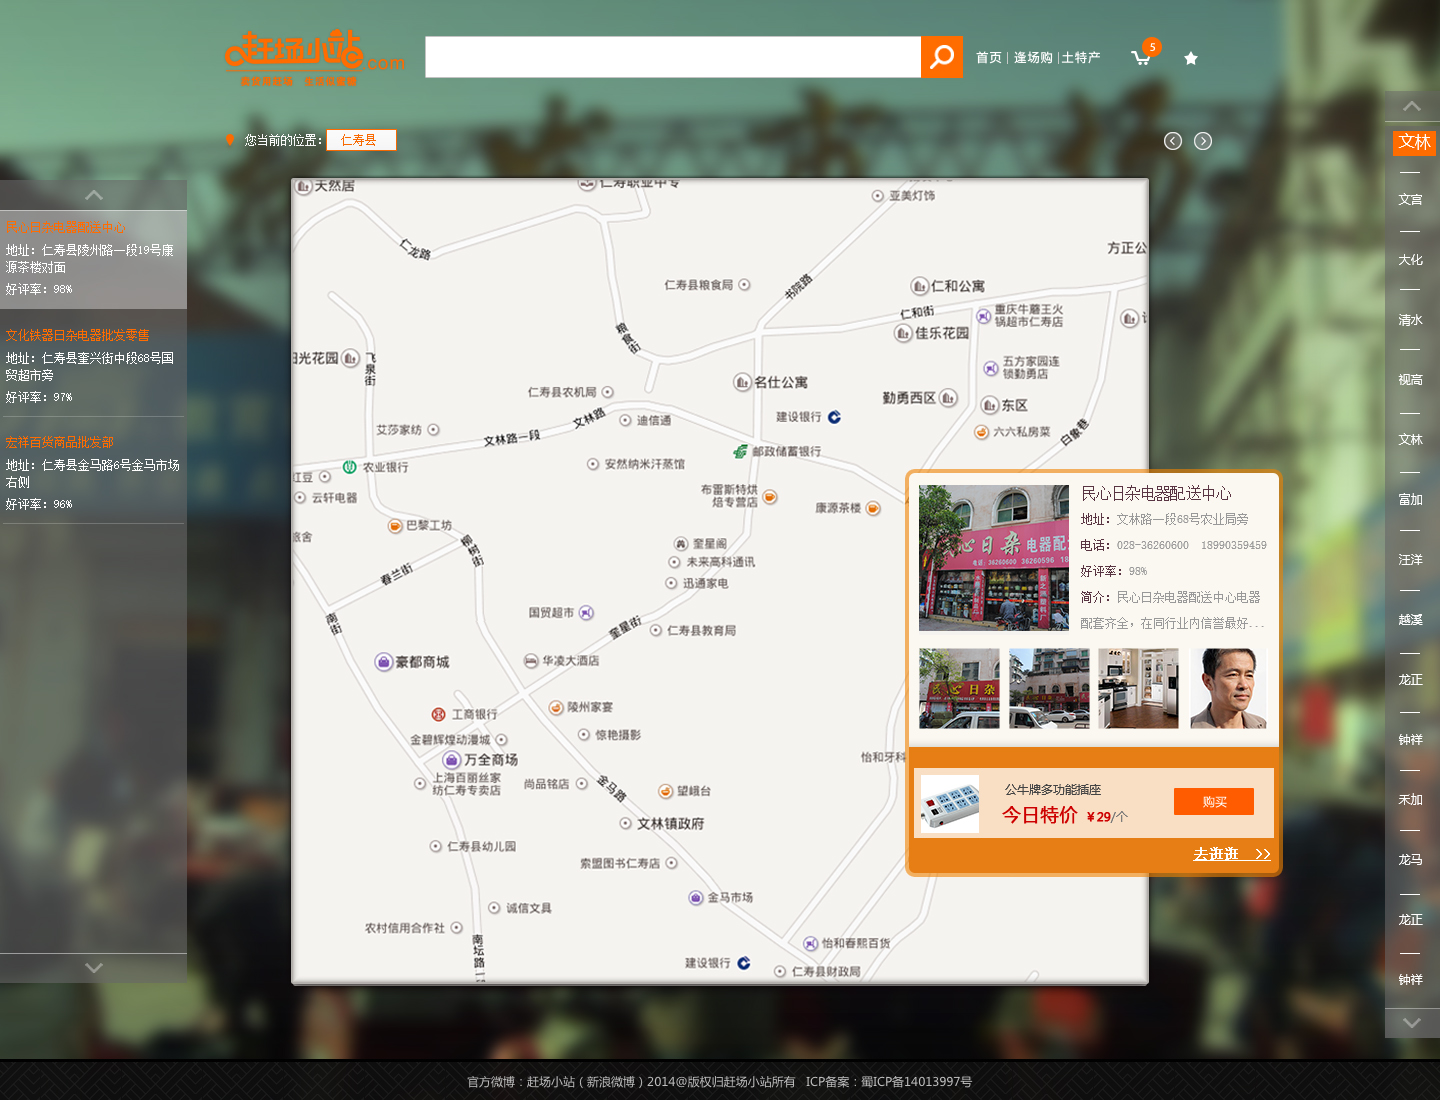 赶场小站.com
首页 | 逢场购 | 土特产
5
您当前的位置：
仁寿县
民心日杂电器配送中心
地址：仁寿县陵州路一段19号康
源茶楼对面
好评率：98%
文化铁器日杂电器批发零售
地址：仁寿县奎兴街中段68号国
贸超市旁
好评率：97%
宏祥百货商品批发部
地址：仁寿县金马路6号金马市场
右侧
好评率：96%
天然居
仁寿职业中专
亚美灯饰
仁龙路
方正公
仁寿县粮食局
书院路
仁和公寓
仁和街
重庆牛蘑王火
锅超市仁寿店
佳乐花园
粮食街
阳光花园
飞泉街
五方家园连
锁勤勇店
名仕公寓
仁寿县农机局
勤勇西区
东区
文林路
迪信通
建设银行
艾莎家纺
文林路一段
六六私房菜
白象巷
邮政储蓄银行
农业银行
安然纳米汗蒸馆
红豆
云轩电器
布雷斯特烘
焙专营店
康源茶楼
巴黎工坊
旅舍
柳树街
奎星阁
未来高科通讯
春兰街
迅通家电
国贸超市
南街
奎星街
仁寿县教育局
豪都商城
华凌大酒店
工商银行
陵州家宴
金碧辉煌动漫城
惊艳摄影
万全商场
怡和牙科
上海百丽丝家
纺仁寿专卖店
尚品铭店
金马路
望峨台
文林镇政府
仁寿县幼儿园
索盟图书仁寿店
金马市场
诚信文具
农村信用合作社
南坛路一段
怡和春熙百货
建设银行
仁寿县财政局
民心日杂电器配送中心
地址：文林路一段68号农业局旁
电话：028-36260600 18990359459
好评率：98%
简介：民心日杂电器配送中心电器
配套齐全，在同行业内信誉最好...
民心日杂
公牛牌多功能插座
今日特价 ¥29/个
购买
去逛逛 >>
文林
文宫
大化
清水
视高
文林
富加
汪洋
越溪
龙正
钟祥
禾加
龙马
龙正
钟祥
官方微博：赶场小站（新浪微博）2014@版权归赶场小站所有 ICP备案：蜀ICP备14013997号